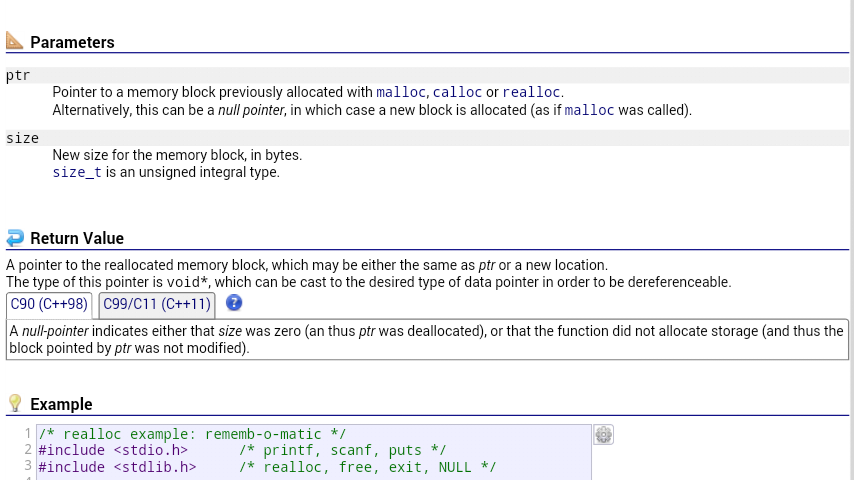 Parameters
ptr
Pointer to a memory block previously allocated with malloc, calloc or realloc.
Alternatively, this can be a null pointer, in which case a new block is allocated (as if malloc was called).
size
New size for the memory block, in bytes.
size_t is an unsigned integral type.
Return Value
A pointer to the reallocated memory block, which may be either the same as ptr or a new location.
The type of this pointer is void*, which can be cast to the desired type of data pointer in order to be dereferenceable.
C90 (C++98) C99/C11 (C++11) ?
A null-pointer indicates either that size was zero (an thus ptr was deallocated), or that the function did not allocate storage (and thus the
block pointed by ptr was not modified).
Example
1 /* realloc example: rememb-o-matic */
2 #include <stdio.h>      /* printf, scanf, puts */
3 #include <stdlib.h>     /* realloc, free, exit, NULL */